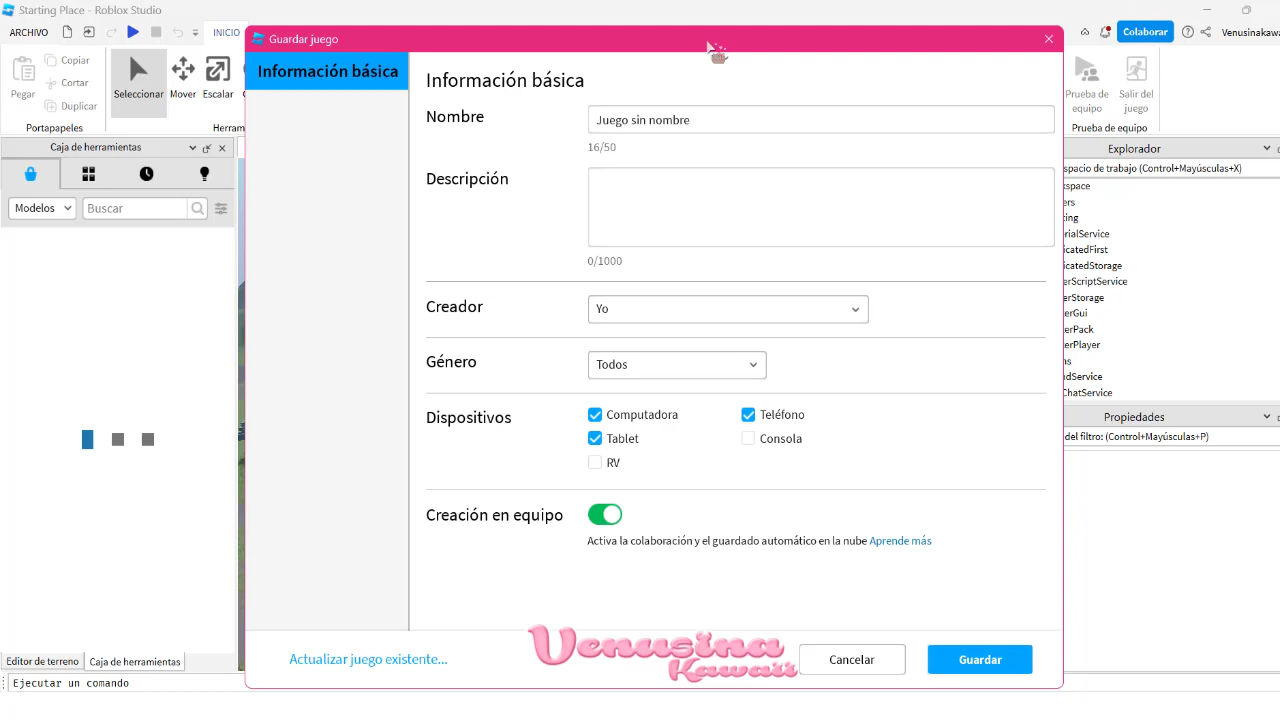 Starting Place - Roblox Studio
ARCHIVO
INICIO
Colaborar
Venusinakawa
Pegar
Copiar
Cortar
Duplicar
Portapapeles
Seleccionar
Mover
Escalar
Herram
Prueba de equipo
Salir del juego
Prueba de equipo
Caja de herramientas
Modelos
Buscar
Guardar juego
Información básica
Información básica
Nombre
Juego sin nombre
16/50
Descripción
0/1000
Creador
Yo
Género
Todos
Dispositivos
Computadora
Teléfono
Tablet
Consola
RV
Creación en equipo
Activa la colaboración y el guardado automático en la nube Aprende más
Actualizar juego existente...
Venusina
Kawaii
Cancelar
Guardar
Explorador
spacio de trabajo (Control+Mayúsculas+X)
kspace
ers
ting
erialService
icatedFirst
icatedStorage
erScriptService
erStorage
erGui
erPack
erPlayer
ms
ndService
ChatService
Propiedades
del filtro: (Control+Mayúsculas+P)
Editor de terreno
Caja de herramientas
Ejecutar un comando